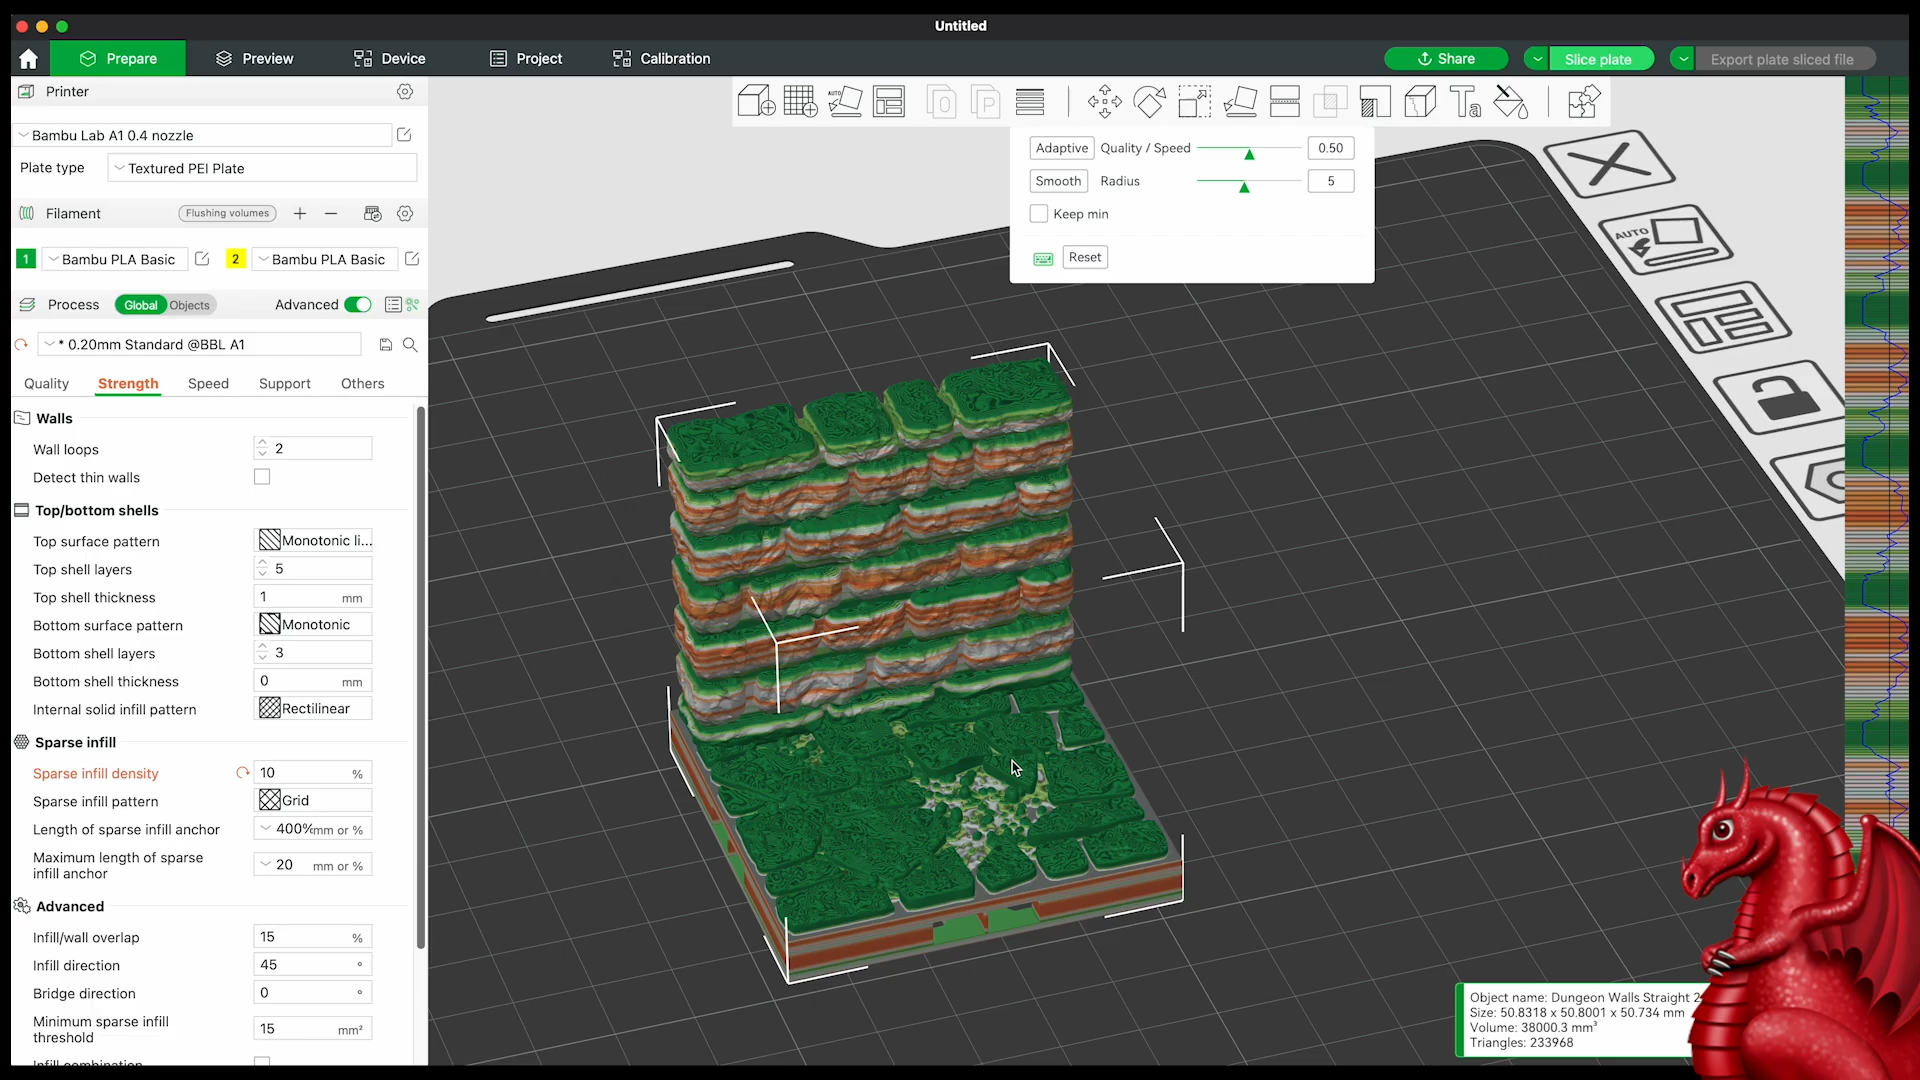 Untitled
Prepare
Preview
Device
Project
Calibration
Share
Slice plate
Export plate sliced file
Printer
Bambu Lab A1 0.4 nozzle
Plate type
Textured PEI Plate
Filament
Flushing volumes
1
Bambu PLA Basic
2
Bambu PLA Basic
Process
Global
Objects
Advanced
* 0.20mm Standard @BBL A1
Quality
Strength
Speed
Support
Others
Walls
Wall loops
2
Detect thin walls
Top/bottom shells
Top surface pattern
Monotonic li...
Top shell layers
5
Top shell thickness
1
mm
Bottom surface pattern
Monotonic
Bottom shell layers
3
Bottom shell thickness
0
mm
Internal solid infill pattern
Rectilinear
Sparse infill
Sparse infill density
10
%
Sparse infill pattern
Grid
Length of sparse infill anchor
400%
mm or %
Maximum length of sparse
infill anchor
20
mm or %
Advanced
Infill/wall overlap
15
%
Infill direction
45
°
Bridge direction
0
°
Minimum sparse infill
threshold
15
mm²
Infill combination
AUTO
Adaptive
Quality / Speed
0.50
Smooth
Radius
5
Keep min
Reset
AUTO
Object name: Dungeon Walls Straight 2
Size: 50.8318 x 50.8001 x 50.734 mm
Volume: 38000.3 mm³
Triangles: 233968